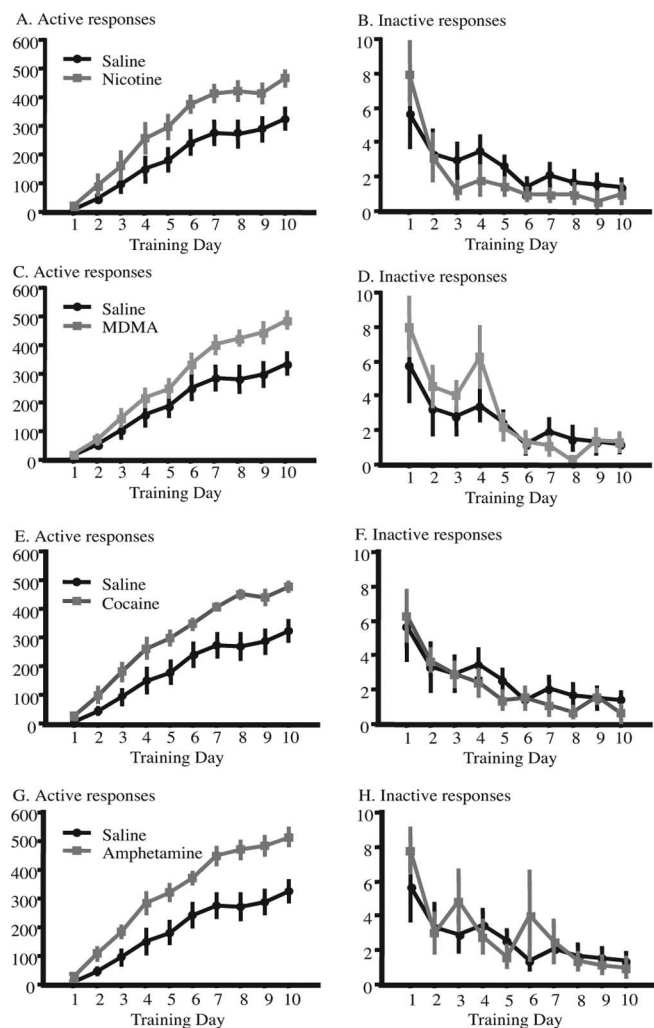 A. Active responses
600
500
400
300
200
100
0
Saline
Nicotine
1 2 3 4 5 6 7 8 9 10
Training Day
B. Inactive responses
10
8
6
4
2
0
1 2 3 4 5 6 7 8 9 10
Training Day
C. Active responses
600
500
400
300
200
100
0
Saline
MDMA
1 2 3 4 5 6 7 8 9 10
Training Day
D. Inactive responses
10
8
6
4
2
0
1 2 3 4 5 6 7 8 9 10
Training Day
E. Active responses
600
500
400
300
200
100
0
Saline
Cocaine
1 2 3 4 5 6 7 8 9 10
Training Day
F. Inactive responses
10
8
6
4
2
0
1 2 3 4 5 6 7 8 9 10
Training Day
G. Active responses
600
500
400
300
200
100
0
Saline
Amphetamine
1 2 3 4 5 6 7 8 9 10
Training Day
H. Inactive responses
10
8
6
4
2
0
1 2 3 4 5 6 7 8 9 10
Training Day